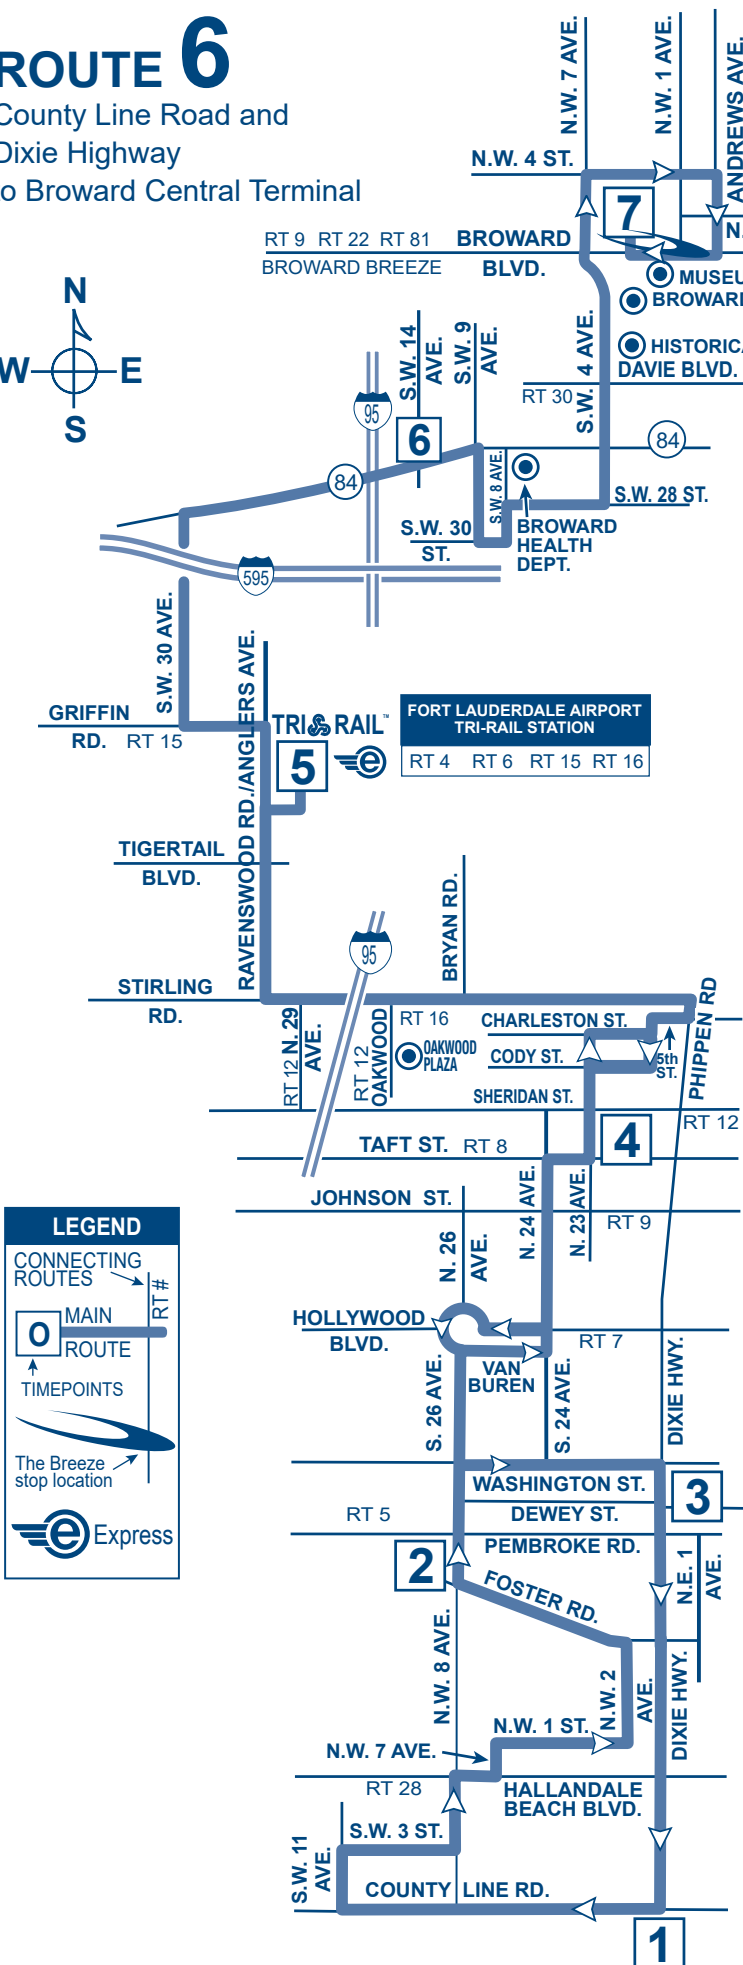 ROUTE 6
County Line Road and
Dixie Highway
to Broward Central Terminal
N.W. 7 AVE.
N.W. 1 AVE.
ANDREWS AVE.
N.W. 4 ST.
7
N.
RT 9 RT 22 RT 81
BROWARD BREEZE
BROWARD
BLVD.
MUSEU
BROWARD
HISTORICA
DAVIE BLVD.
N
W E
S
S.W. 14
AVE.
S.W. 9
AVE.
S.W. 4 AVE.
RT 30
95
6
84
84
S.W. 8 AVE.
S.W. 28 ST.
S.W. 30
ST.
BROWARD
HEALTH
DEPT.
595
S.W. 30 AVE.
RAVENSWOOD RD./ANGLERS AVE.
GRIFFIN
RD. RT 15
TRI RAIL™
5
e
FORT LAUDERDALE AIRPORT
TRI-RAIL STATION
RT 4 RT 6 RT 15 RT 16
TIGERTAIL
BLVD.
BRYAN RD.
95
STIRLING
RD.
RT 12 N. 29
AVE.
RT 12
OAKWOOD
RT 16
OAKWOOD
PLAZA
CHARLESTON ST.
CODY ST.
5th
ST.
PHIPPEN RD
SHERIDAN ST.
RT 12
4
TAFT ST. RT 8
JOHNSON ST.
N. 24 AVE.
N. 23 AVE.
RT 9
N. 26
AVE.
LEGEND
CONNECTING
ROUTES
RT #
O
MAIN
ROUTE
TIMEPOINTS
The Breeze
stop location
e Express
HOLLYWOOD
BLVD.
RT 7
VAN
BUREN
S. 26 AVE.
S. 24 AVE.
DIXIE HWY.
WASHINGTON ST.
3
RT 5
DEWEY ST.
PEMBROKE RD.
2
FOSTER RD.
N.E. 1
AVE.
N.W. 8 AVE.
N.W. 2
AVE.
DIXIE HWY.
N.W. 1 ST.
N.W. 7 AVE.
RT 28
HALLANDALE
BEACH BLVD.
S.W. 3 ST.
S.W. 11
AVE.
COUNTY LINE RD.
1